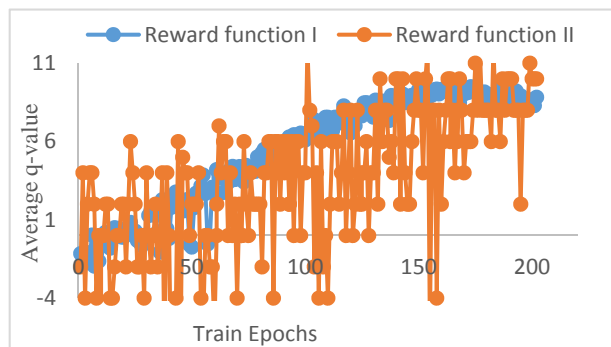 Reward function I Reward function II
11
6
1
-4
Average q-value
0 50 100 150 200
Train Epochs